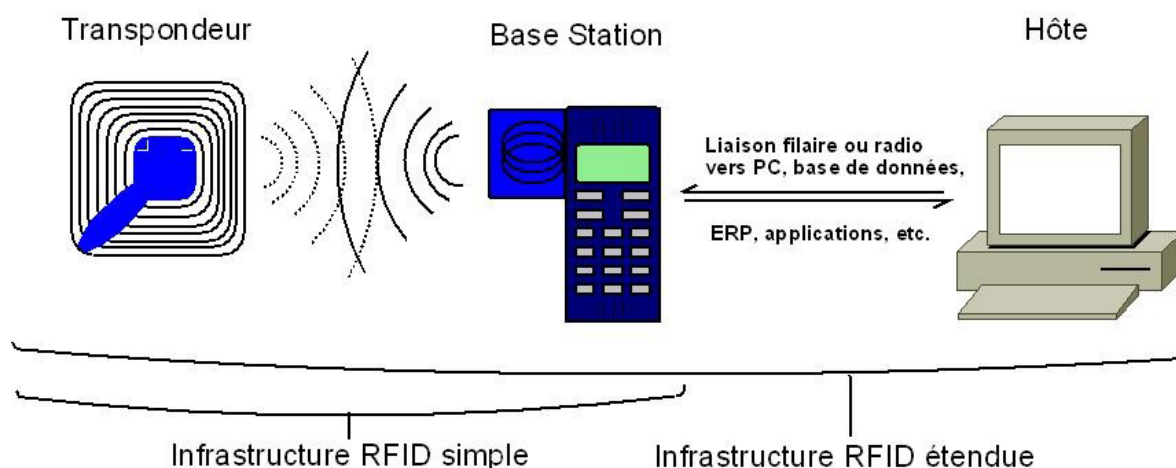 Transpondeur
Base Station
Hôte
Liaison filaire ou radio
vers PC, base de données,
ERP, applications, etc.
Infrastructure RFID simple
Infrastructure RFID étendue